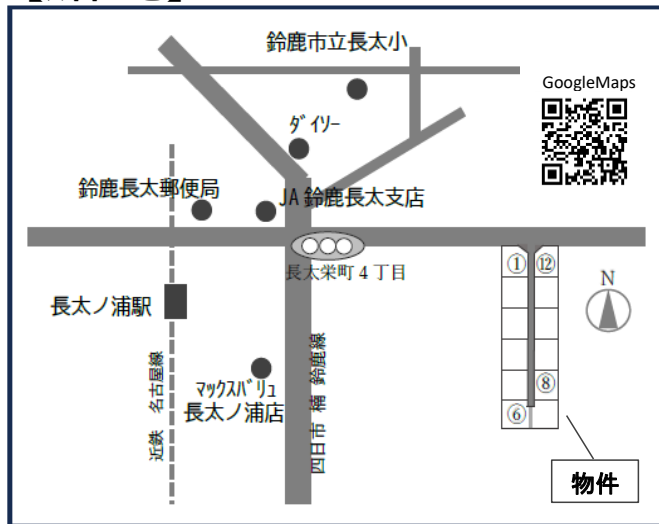 鈴鹿市立長太小
GoogleMaps
ダイソー
鈴鹿長太郵便局
JA 鈴鹿長太支店
長太栄町 4 丁目
① ⑫
N
長太ノ浦駅
マックスバリュ
長太ノ浦店
近鉄 名古屋線
四日市 楠 鈴鹿線
⑧
⑥
物件